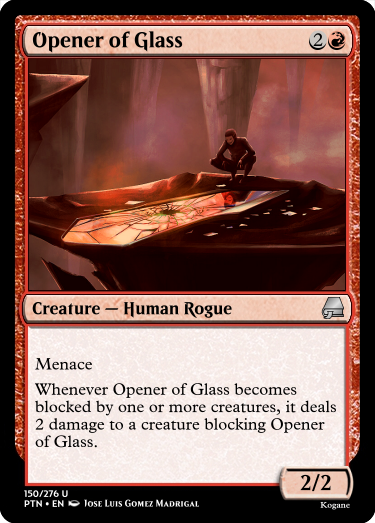 Opener of Glass 2
Creature — Human Rogue
Menace
Whenever Opener of Glass becomes
blocked by one or more creatures, it deals
2 damage to a creature blocking Opener
of Glass.
2/2
150/276 U
PTN • EN Jose Luis Gomez Madrigal
Kogane